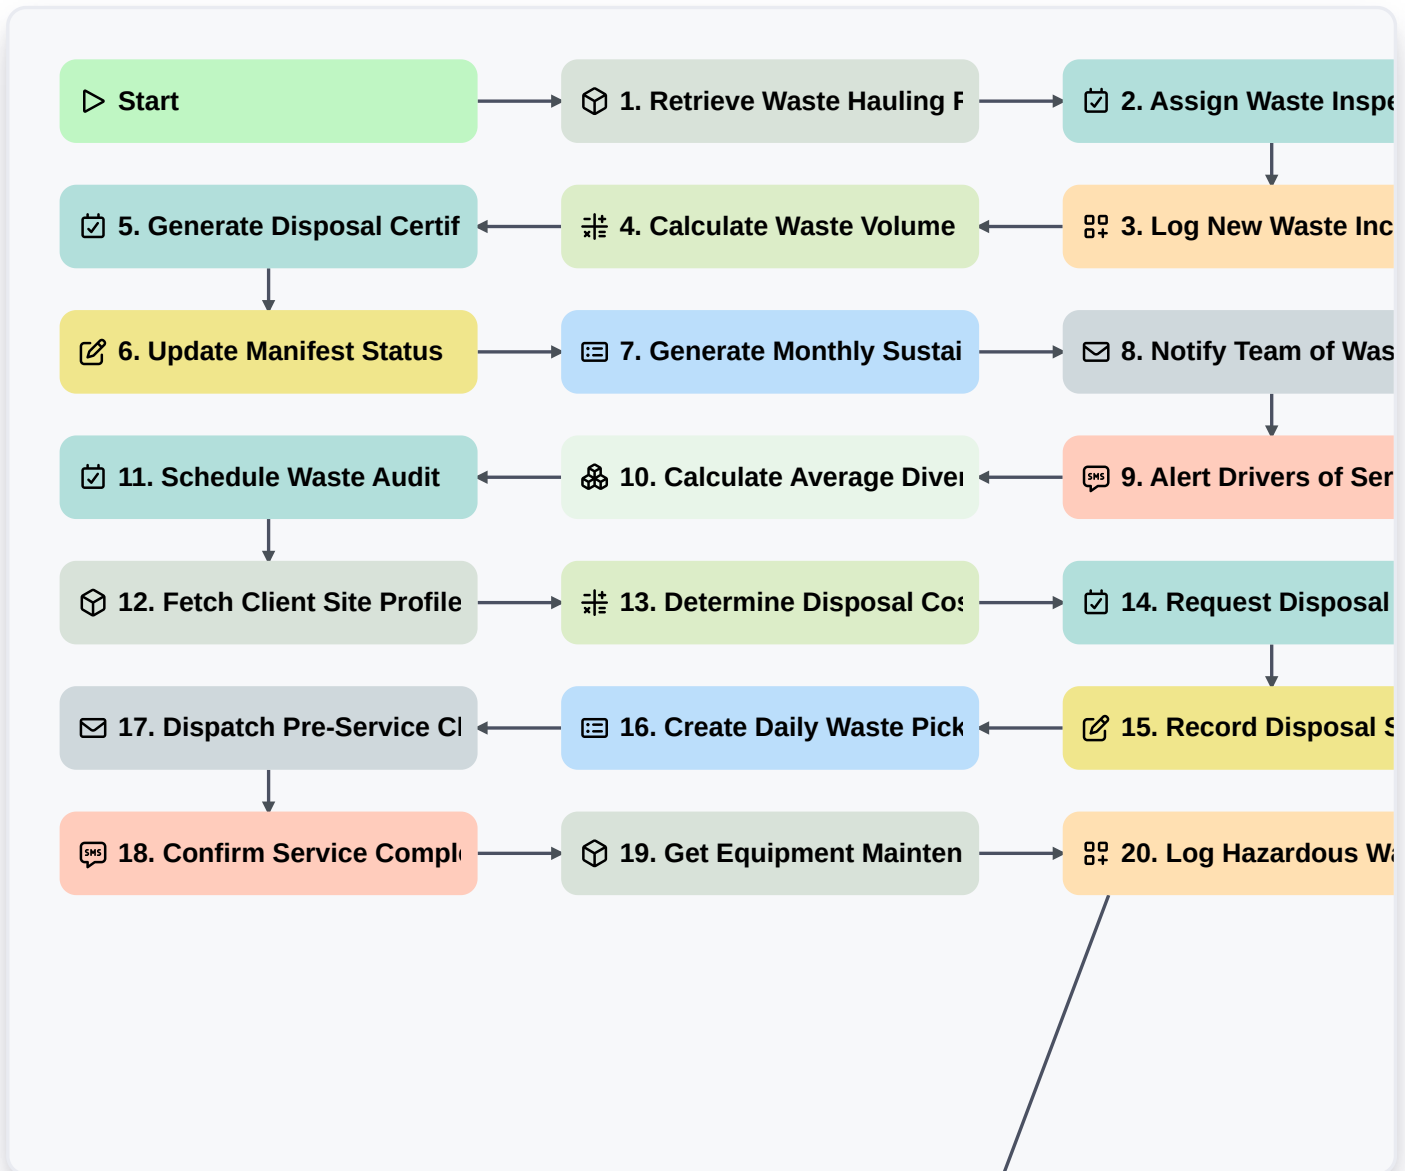 Start
1. Retrieve Waste Hauling
2. Assign Waste
5. Generate Disposal
4. Calculate Waste Volume
3. Log New Waste
6. Update Manifest Status
7. Generate Monthly
8. Notify Team of
11. Schedule Waste Audit
10. Calculate Average
9. Alert Drivers of
12. Fetch Client Site Profile
13. Determine Disposal
14. Request Disposal
17. Dispatch Pre-Service
16. Create Daily Waste
15. Record Disposal
18. Confirm Service
19. Get Equipment
20. Log Hazardous